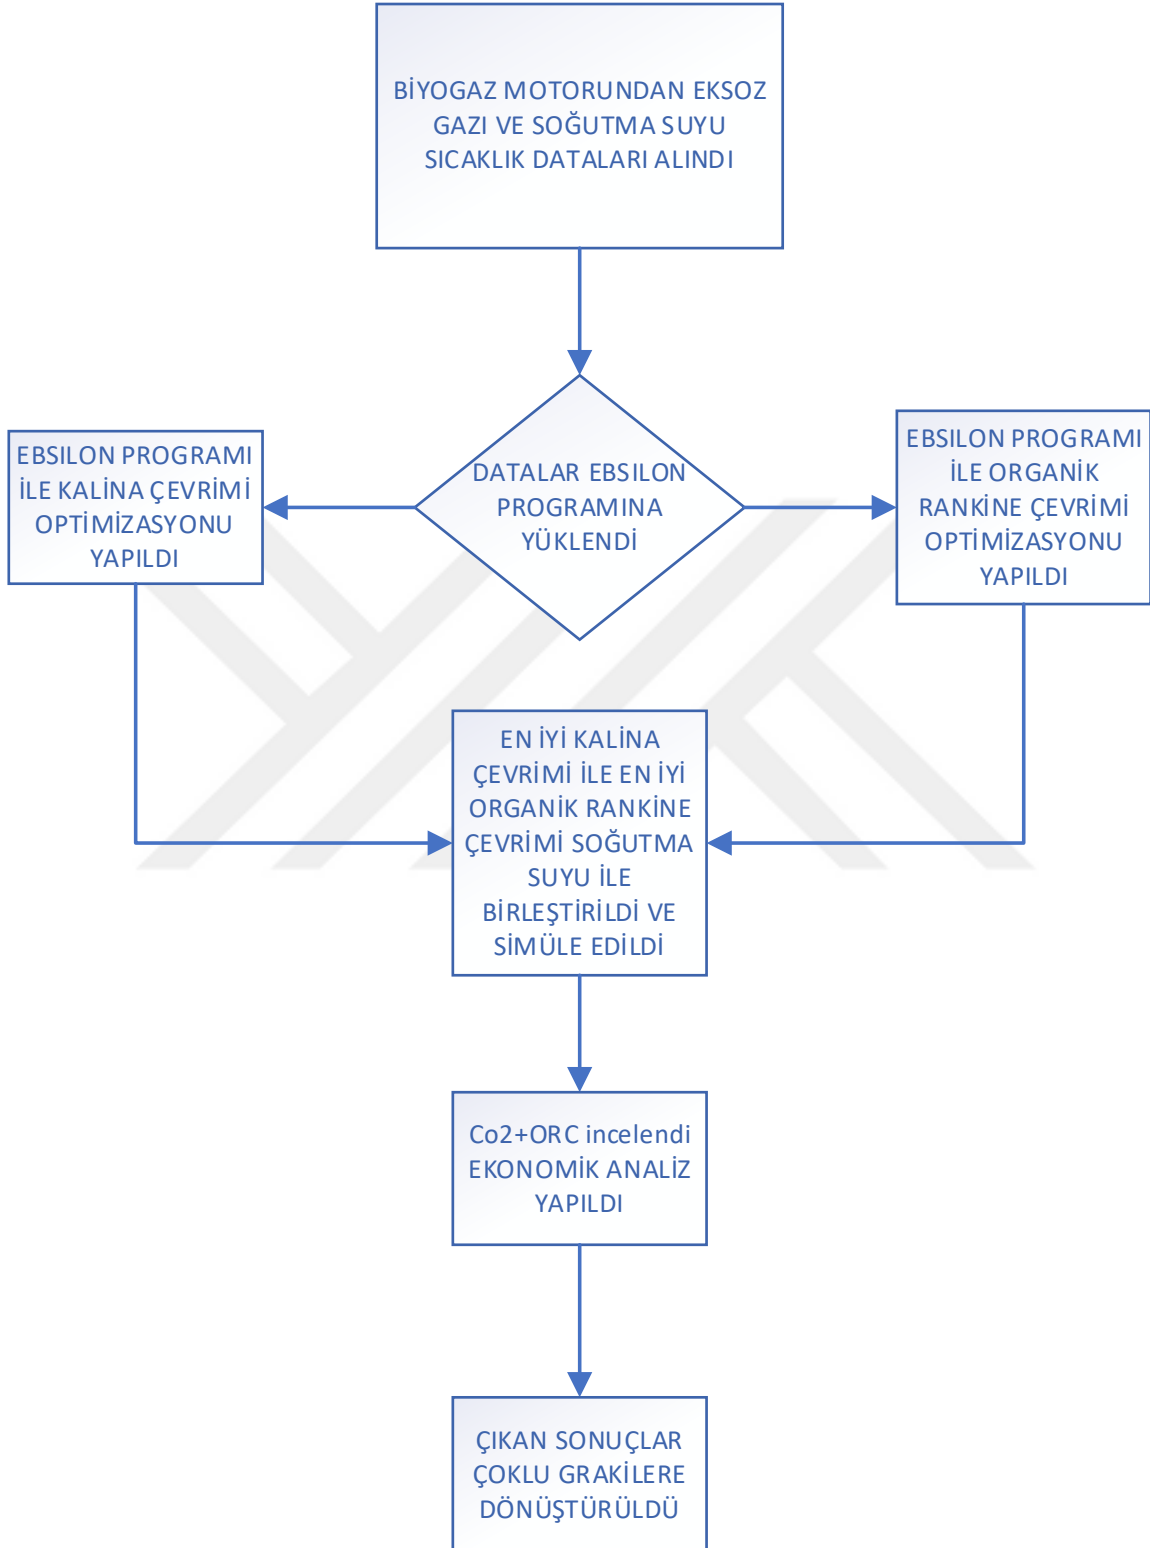 BİYOGAZ MOTORUNDAN EKSOZ
GAZI VE SOĞUTMA SUYU
SICAKLIK DATALARI ALINDI
EBSILON PROGRAMI
İLE KALİNA ÇEVRİMİ
OPTİMİZASYONU
YAPILDI
DATALAR EBSILON
PROGRAMINA
YÜKLENDİ
EBSILON PROGRAMI
İLE ORGANİK
RANKİNE ÇEVRİMİ
OPTİMİZASYONU
YAPILDI
EN İYİ KALİNA
ÇEVRİMİ İLE EN İYİ
ORGANİK RANKİNE
ÇEVRİMİ SOĞUTMA
SUYU İLE
BİRLEŞTİRİLDİ VE
SİMÜLE EDİLDİ
Co2+ORC incelendi
EKONOMİK ANALİZ
YAPILDI
ÇIKAN SONUÇLAR
ÇOKLU GRAKİLERE
DÖNÜŞTÜRÜLDÜ